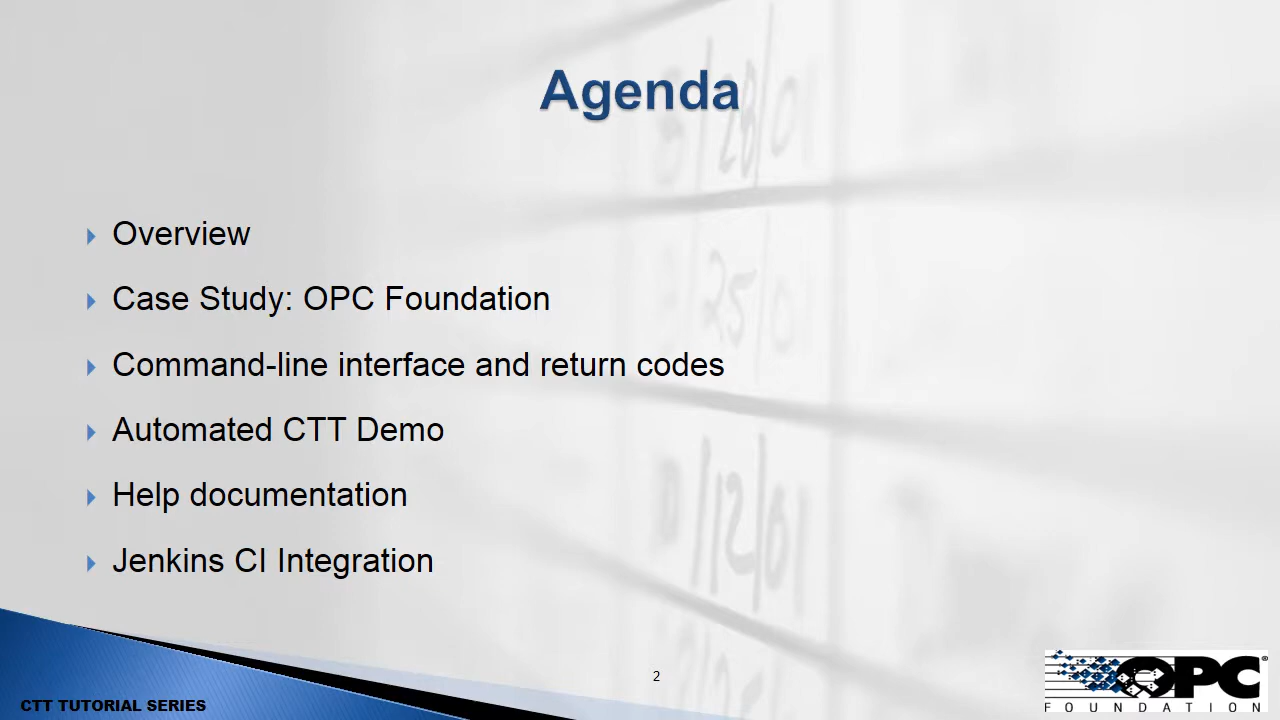 Agenda
Overview
Case Study: OPC Foundation
Command-line interface and return codes
Automated CTT Demo
Help documentation
Jenkins CI Integration
2
CTT TUTORIAL SERIES
OPC®
FOUNDATION